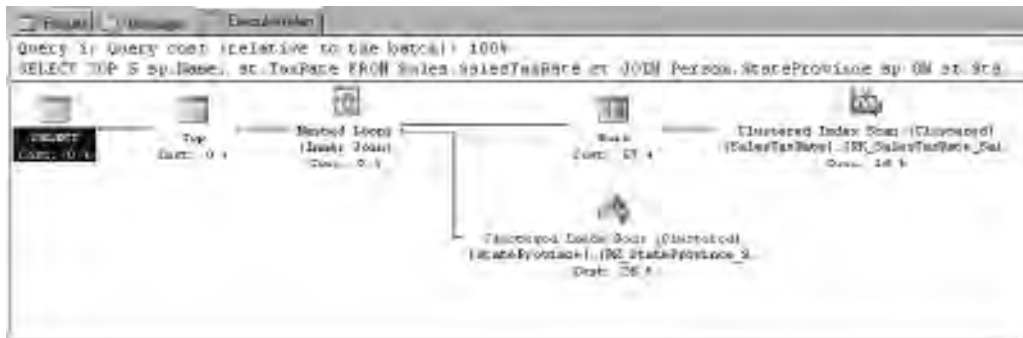 Results Messages Execution plan
Query 1: Query cost (relative to the batch): 100%
SELECT TOP 5 sp.Name, st.TaxRate FROM Sales.SalesTaxRate st JOIN Person.StateProvince sp ON st.Sta...
SELECT
Cost: 0 %
Top
Cost: 0 %
Nested Loops
(Inner Join)
Cost: 0 %
Sort
Cost:
Clustered Index Scan (Clustered)
[SalesTaxRate].[PK_SalesTaxRate_Sal...
Cost:
Clustered Index Seek (Clustered)
[StateProvince].[PK_StateProvince_S...
Cost: